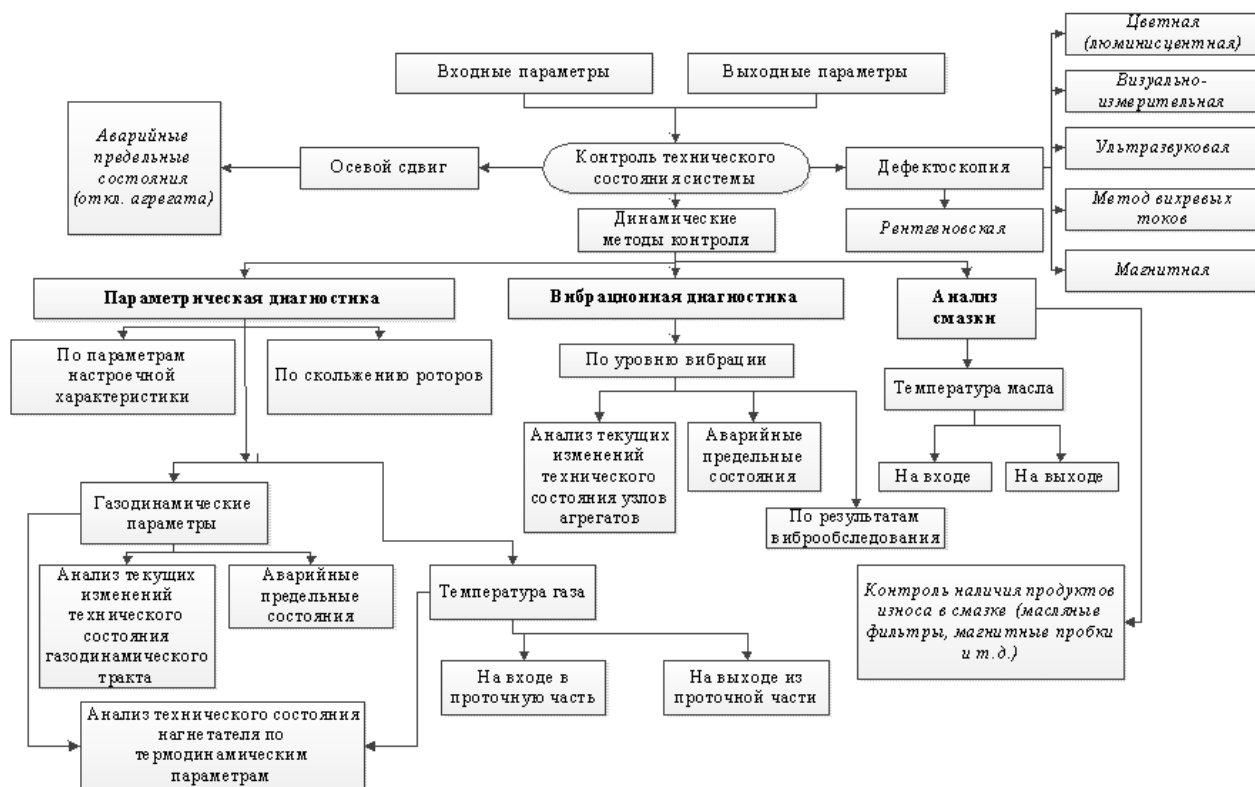 Цветная
(люминисцентная)
Входные параметры
Выходные параметры
Визуально-
измерительная
Аварийные
предельные
состояния
(откл. агрегата)
Осевой сдвиг
Контроль технического
состояния системы
Дефектоскопия
Ультразвуковая
Метод вихревых
токов
Рентгеновская
Магнитная
Динамические
методы контроля
Параметрическая диагностика
Вибрационная диагностика
Анализ
смазки
По параметрам
настроечной
характеристики
По скольжению роторов
По уровню вибрации
Температура масла
Анализ текущих
изменений
технического
состояния узлов
агрегатов
Аварийные
предельные
состояния
На входе
На выходе
По результатам
виброобследования
Газодинамические
параметры
Анализ текущих
изменений
технического
состояния
газодинамического
тракта
Аварийные
предельные
состояния
Температура газа
Контроль наличия продуктов
износа в смазке (масляные
фильтры, магнитные пробки
и т.д.)
На входе в
проточную часть
На выходе из
проточной части
Анализ технического состояния
нагнетателя по
термодинамическим
параметрам